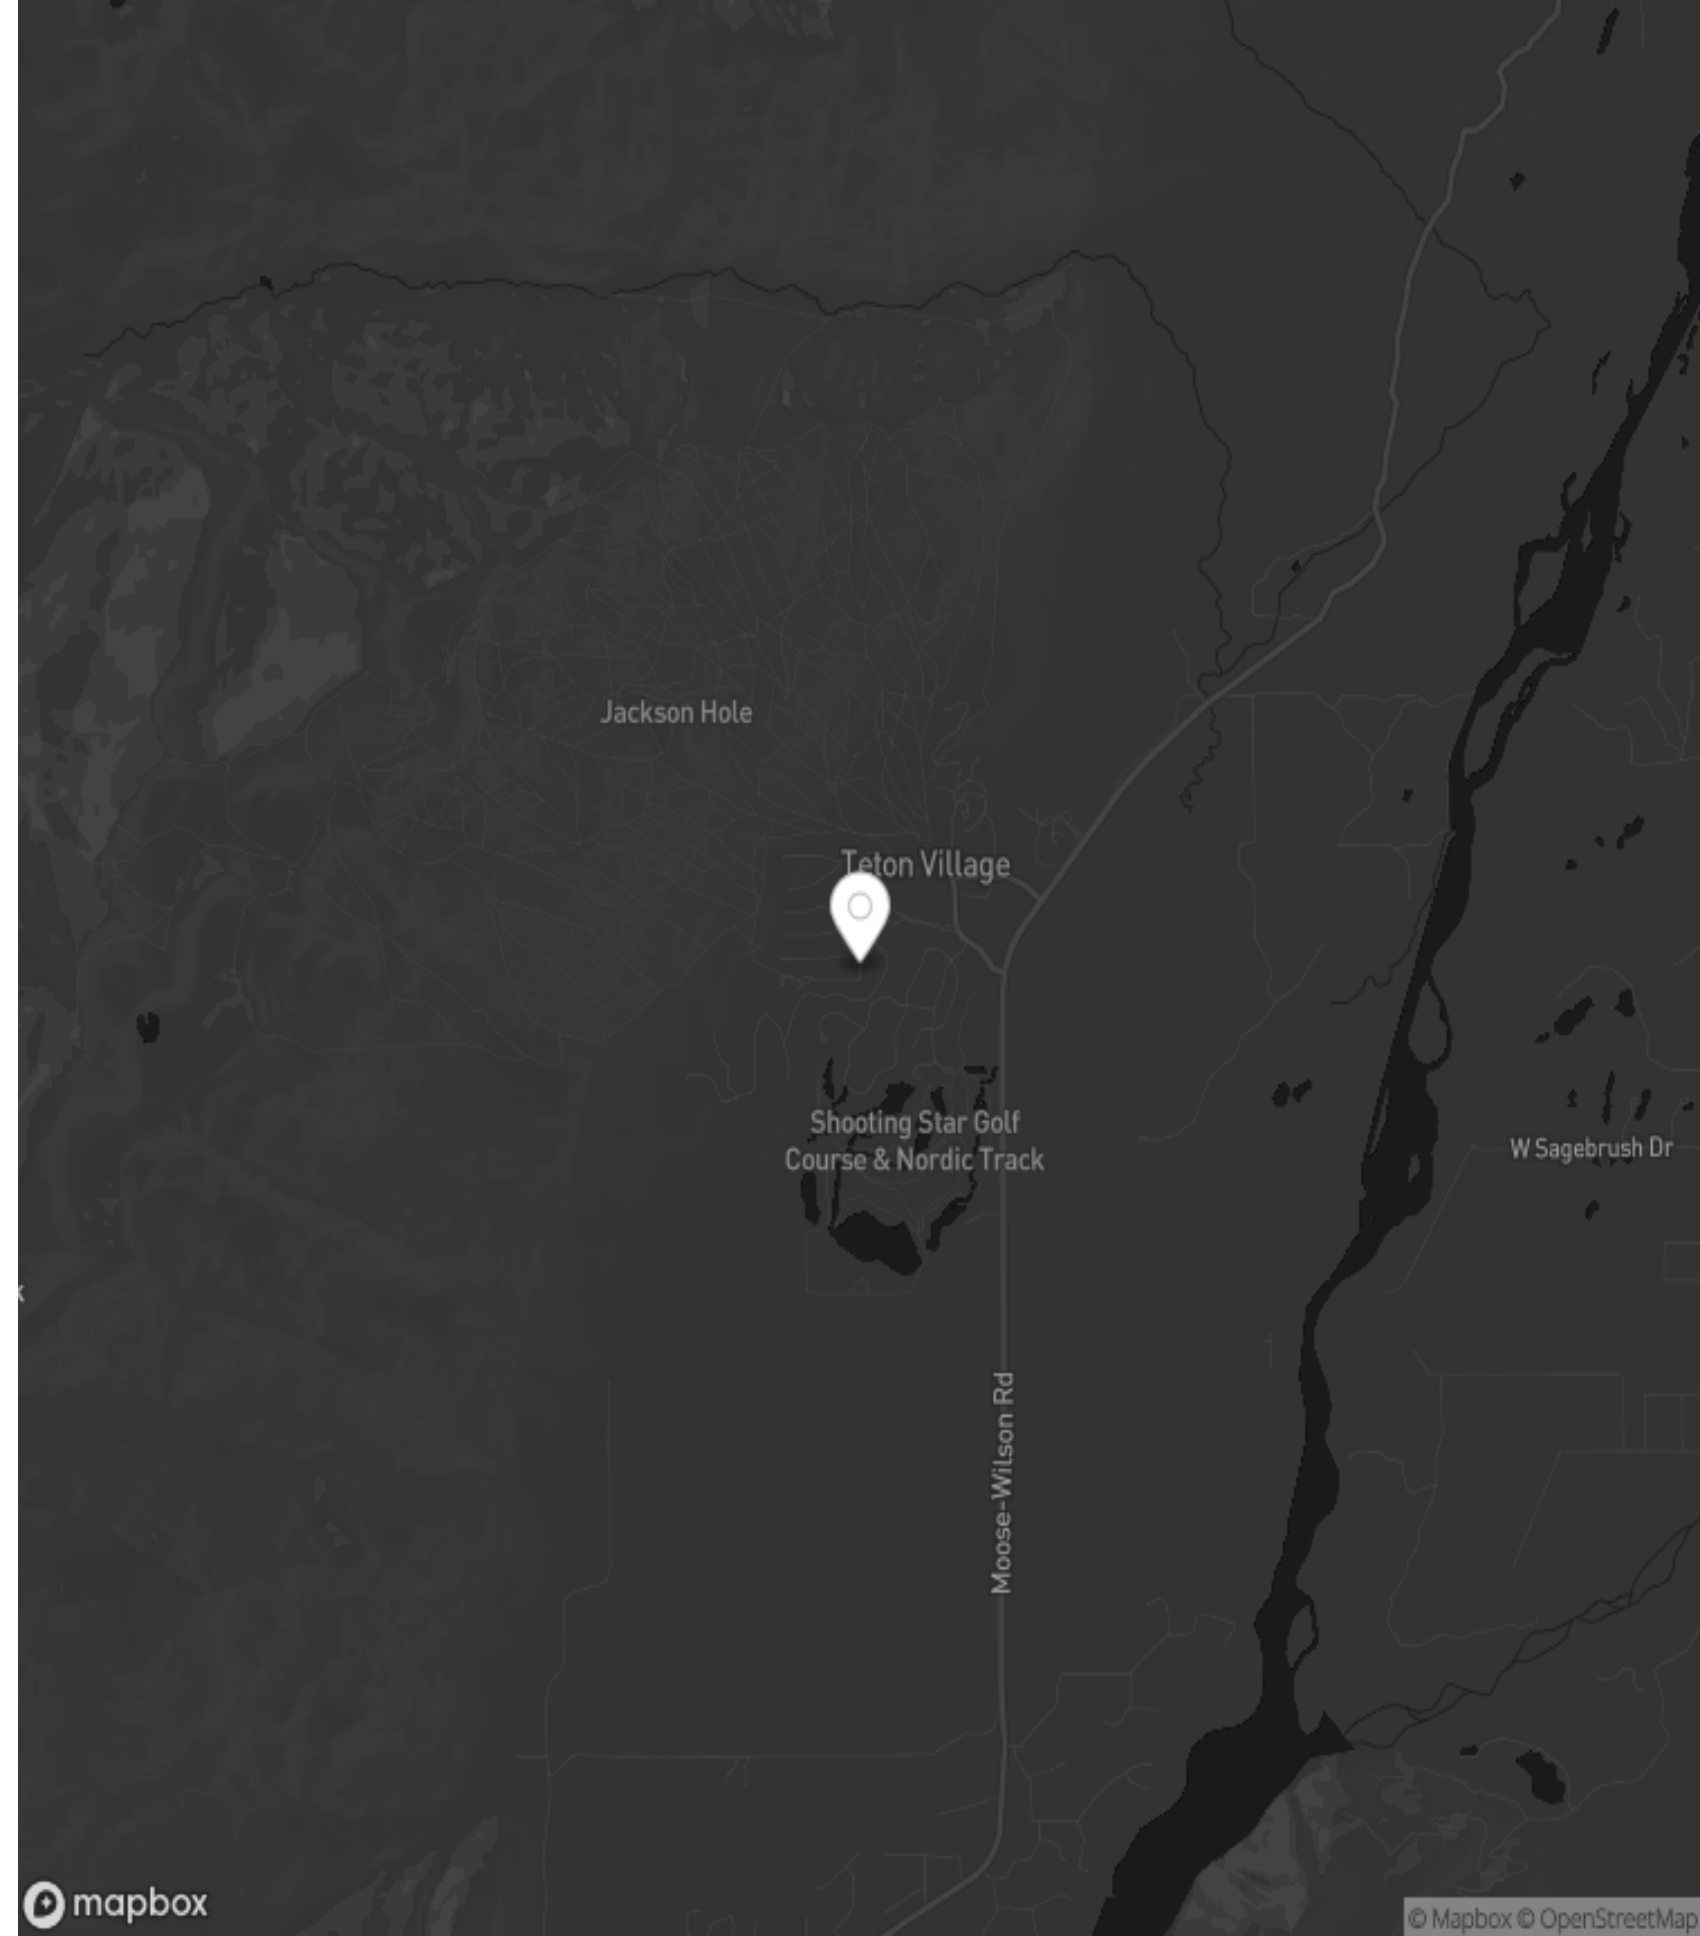 Jackson Hole
Teton Village
Shooting Star Golf
Course & Nordic Track
W Sagebrush Dr
Moose-Wilson Rd
mapbox
© Mapbox © OpenStreetMap